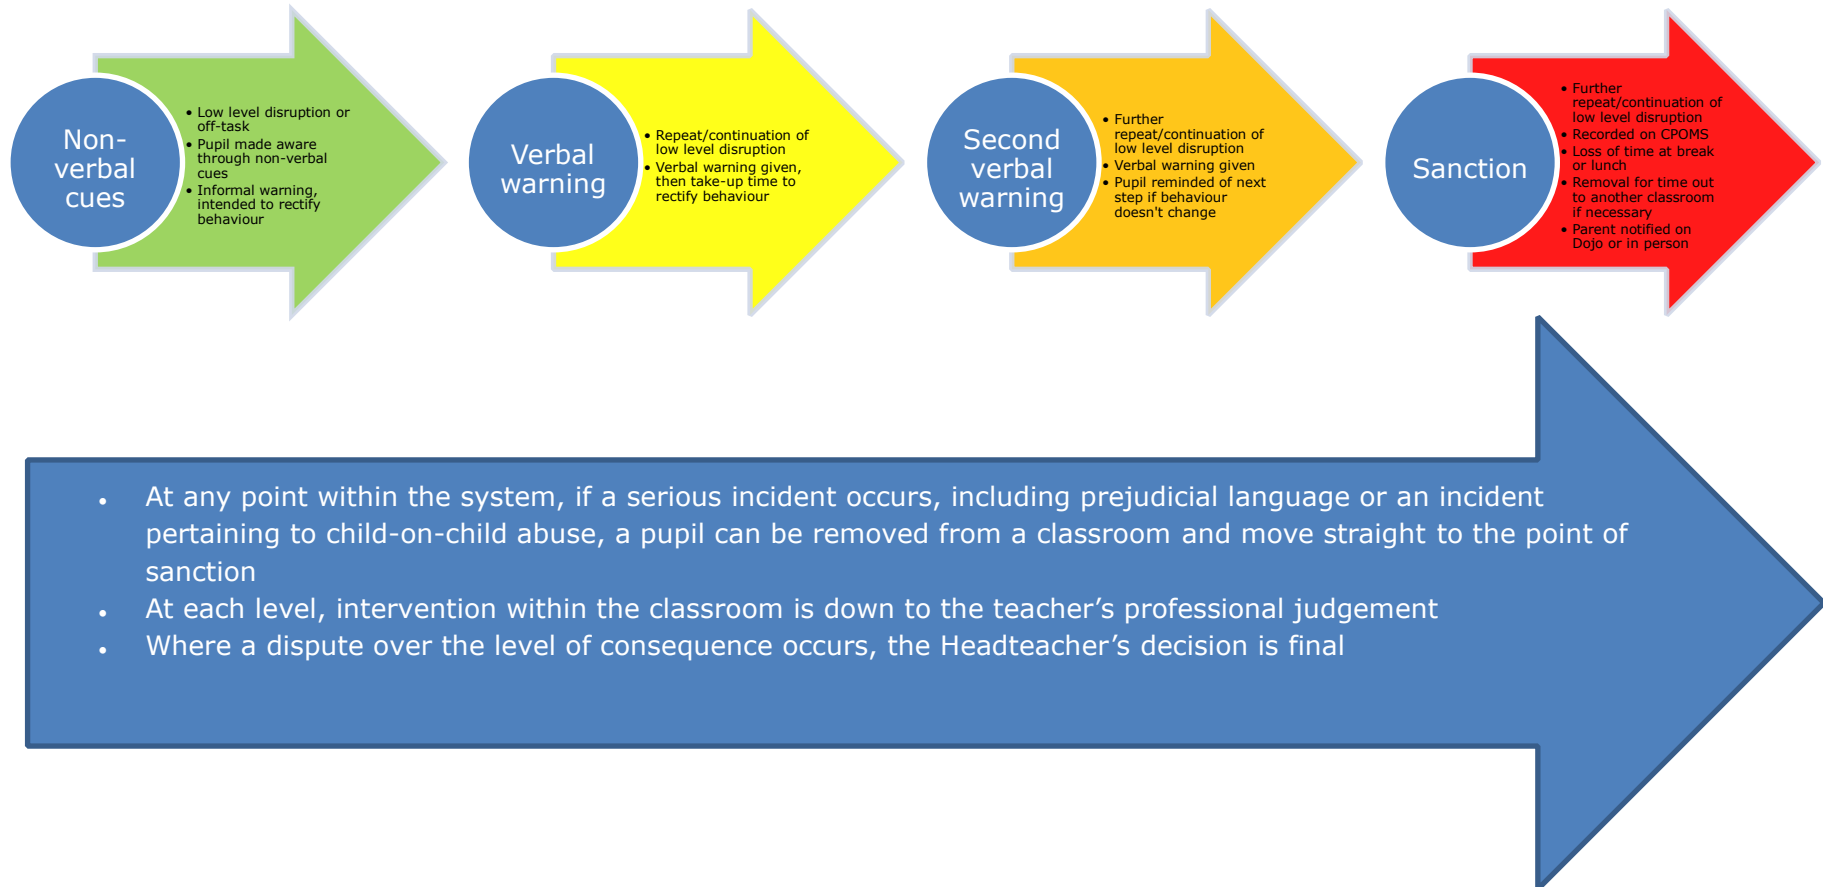 Non-
verbal
cues
• Low level disruption or
off-task
• Pupil made aware
through non-verbal
cues
• Informal warning,
intended to rectify
behaviour
Verbal
warning
• Repeat/continuation of
low level disruption
• Verbal warning given,
then take-up time to
rectify behaviour
Second
verbal
warning
• Further
repeat/continuation of
low level disruption
• Verbal warning given
• Pupil reminded of next
step if behaviour
doesn't change
Sanction
• Further
repeat/continuation of
low level disruption
• Recorded on CPOMS
• Loss of time at break
or lunch
• Removal for time out
to another classroom
if necessary
• Parent notified on
Dojo or in person
• At any point within the system, if a serious incident occurs, including prejudicial language or an incident
pertaining to child-on-child abuse, a pupil can be removed from a classroom and move straight to the point of
sanction
• At each level, intervention within the classroom is down to the teacher’s professional judgement
• Where a dispute over the level of consequence occurs, the Headteacher’s decision is final